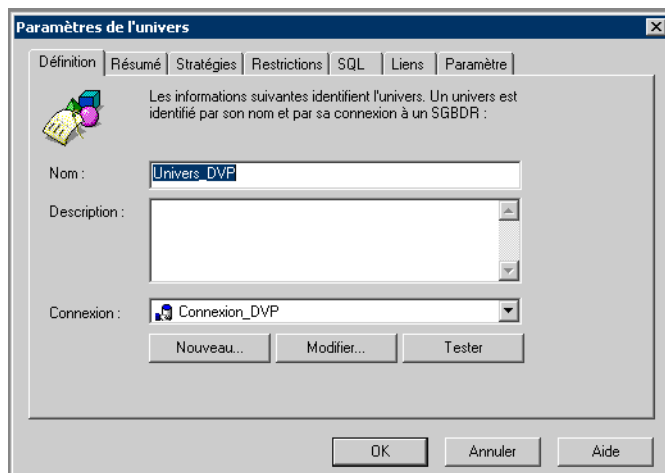 Paramètres de l'univers
Définition Résumé Stratégies Restrictions SQL Liens Paramètre
Les informations suivantes identifient l'univers. Un univers est
identifié par son nom et par sa connexion à un SGBDR :
Nom : Univers_DVP
Description :
Connexion : Connexion_DVP
Nouveau... Modifier... Tester
OK Annuler Aide